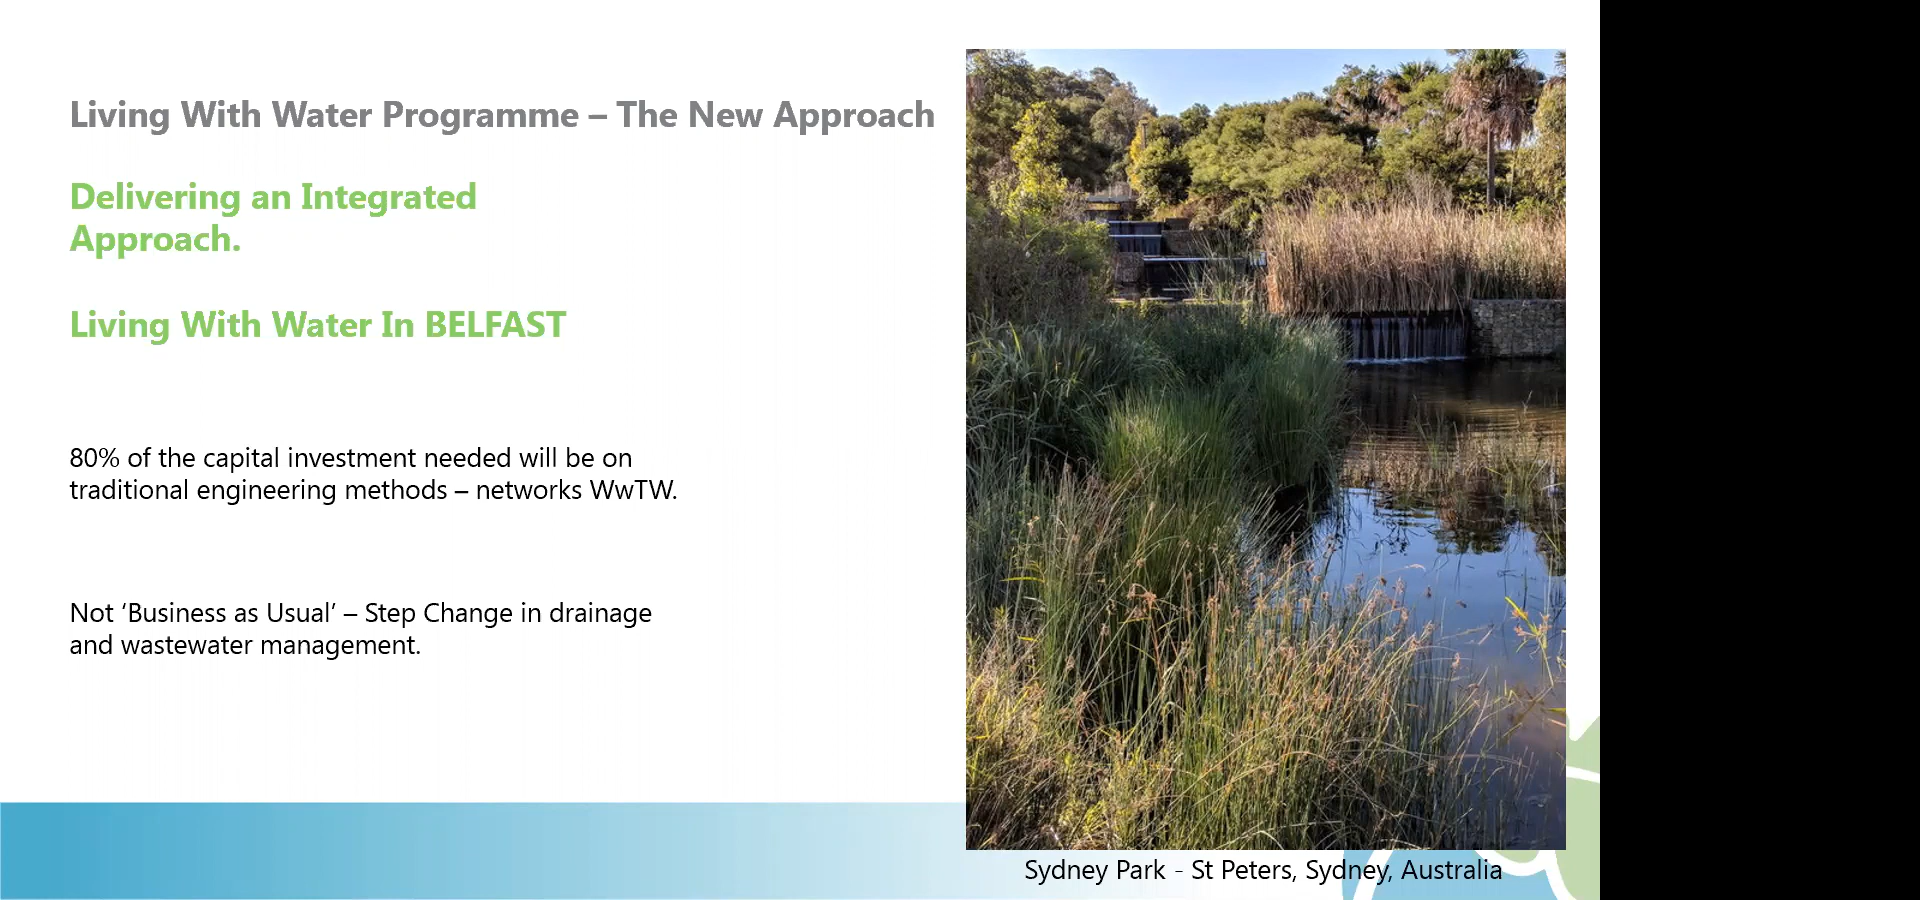 Living With Water Programme – The New Approach
Delivering an Integrated
Approach.
Living With Water In BELFAST
80% of the capital investment needed will be on
traditional engineering methods – networks WwTW.
Not ‘Business as Usual’ – Step Change in drainage
and wastewater management.
Sydney Park - St Peters, Sydney, Australia